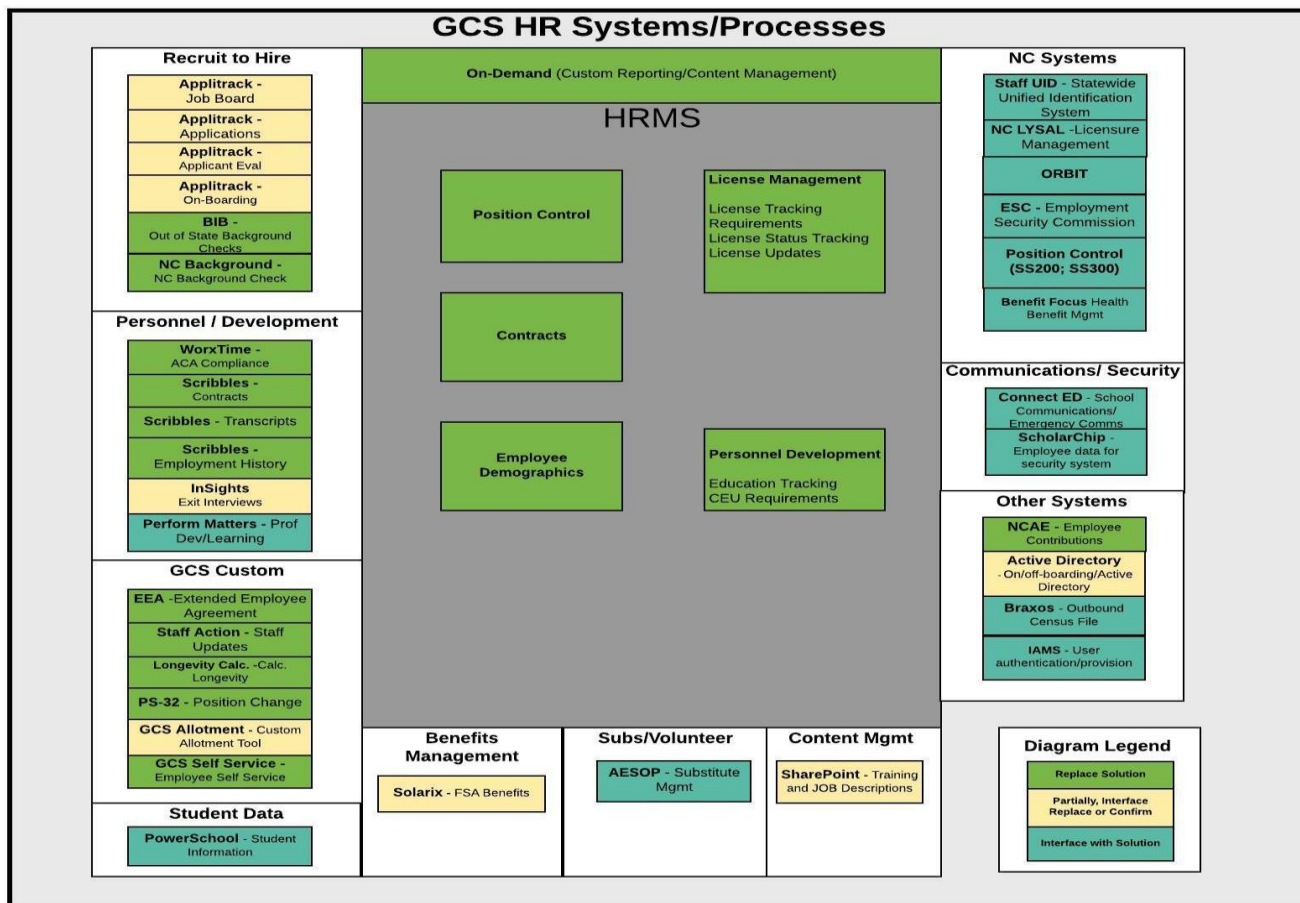 GCS HR Systems/Processes
Recruit to Hire
Applitrack -
Job Board
Applitrack -
Applications
Applitrack -
Applicant Eval
Applitrack -
On-Boarding
BIB -
Out of State Background
Checks
NC Background -
NC Background Check
Personnel / Development
WorxTime -
ACA Compliance
Scribbles -
Contracts
Scribbles - Transcripts
Scribbles -
Employment History
InSights
Exit Interviews
Perform Matters - Prof
Dev/Learning
GCS Custom
EEA -Extended Employee
Agreement
Staff Action - Staff
Updates
Longevity Calc. -Calc.
Longevity
PS-32 - Position Change
GCS Allotment - Custom
Allotment Tool
GCS Self Service -
Employee Self Service
Student Data
PowerSchool - Student
Information
On-Demand (Custom Reporting/Content Management)
HRMS
Position Control
Contracts
Employee
Demographics
License Management
License Tracking
Requirements
License Status Tracking
License Updates
Personnel Development
Education Tracking
CEU Requirements
Benefits
Management
Solarix - FSA Benefits
Subs/Volunteer
AESOP - Substitute
Mgmt
Content Mgmt
SharePoint - Training
and JOB Descriptions
NC Systems
Staff UID - Statewide
Unified Identification
System
NC LYSAL -Licensure
Management
ORBIT
ESC - Employment
Security Commission
Position Control
(SS200; SS300)
Benefit Focus Health
Benefit Mgmt
Communications/ Security
Connect ED - School
Communications/
Emergency Comms
ScholarChip -
Employee data for
security system
Other Systems
NCAE - Employee
Contributions
Active Directory
- On/off-boarding/Active
Directory
Braxos - Outbound
Census File
IAMS - User
authentication/provision
Diagram Legend
Replace Solution
Partially, Interface
Replace or Confirm
Interface with Solution